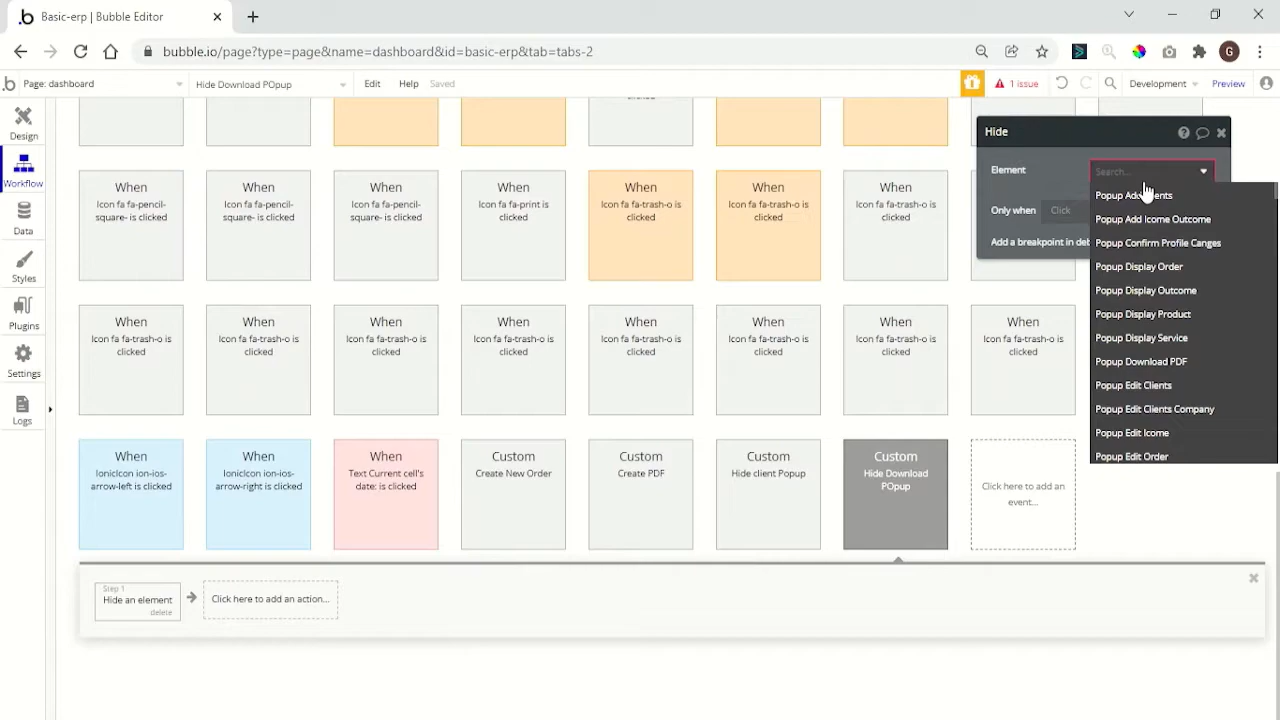 Basic-erp | Bubble Editor
bubble.io/page?type=page&name=dashboard&id=basic-erp&tab=tabs-2
G
Page: dashboard
Hide Download POpup
Edit
Help
Saved
1 issue
Development
Preview
Design
Workflow
Data
Styles
Plugins
Settings
Logs
clicked
When
Icon fa fa-pencil-
square- is clicked
When
Icon fa fa-pencil-
square- is clicked
When
Icon fa fa-pencil-
square- is clicked
When
Icon fa fa-print is
clicked
When
Icon fa fa-trash-o is
clicked
When
Icon fa fa-trash-o is
clicked
When
Icon fa fa-trash-o is
clicked
When
Icon fa fa-trash-o is
clicked
When
Icon fa fa-trash-o is
clicked
When
Icon fa fa-trash-o is
clicked
When
Icon fa fa-trash-o is
clicked
When
Icon fa fa-trash-o is
clicked
When
Icon fa fa-trash-o is
clicked
When
Icon fa fa-trash-o is
clicked
When
Icon fa fa-trash-o is
clicked
When
IonicIcon ion-ios-
arrow-left is clicked
When
IonicIcon ion-ios-
arrow-right is clicked
When
Text Current cell's
date: is clicked
Custom
Create New Order
Custom
Create PDF
Custom
Hide client Popup
Custom
Hide Download
POpup
Click here to add an
event...
Hide
Element
Search...
Only when
Click
Add a breakpoint in deb
Popup Add Icome Outcome
Popup Confirm Profile Canges
Popup Display Order
Popup Display Outcome
Popup Display Product
Popup Display Service
Popup Download PDF
Popup Edit Clients
Popup Edit Clients Company
Popup Edit Icome
Popup Edit Order
Step 1
Hide an element
delete
Click here to add an action...